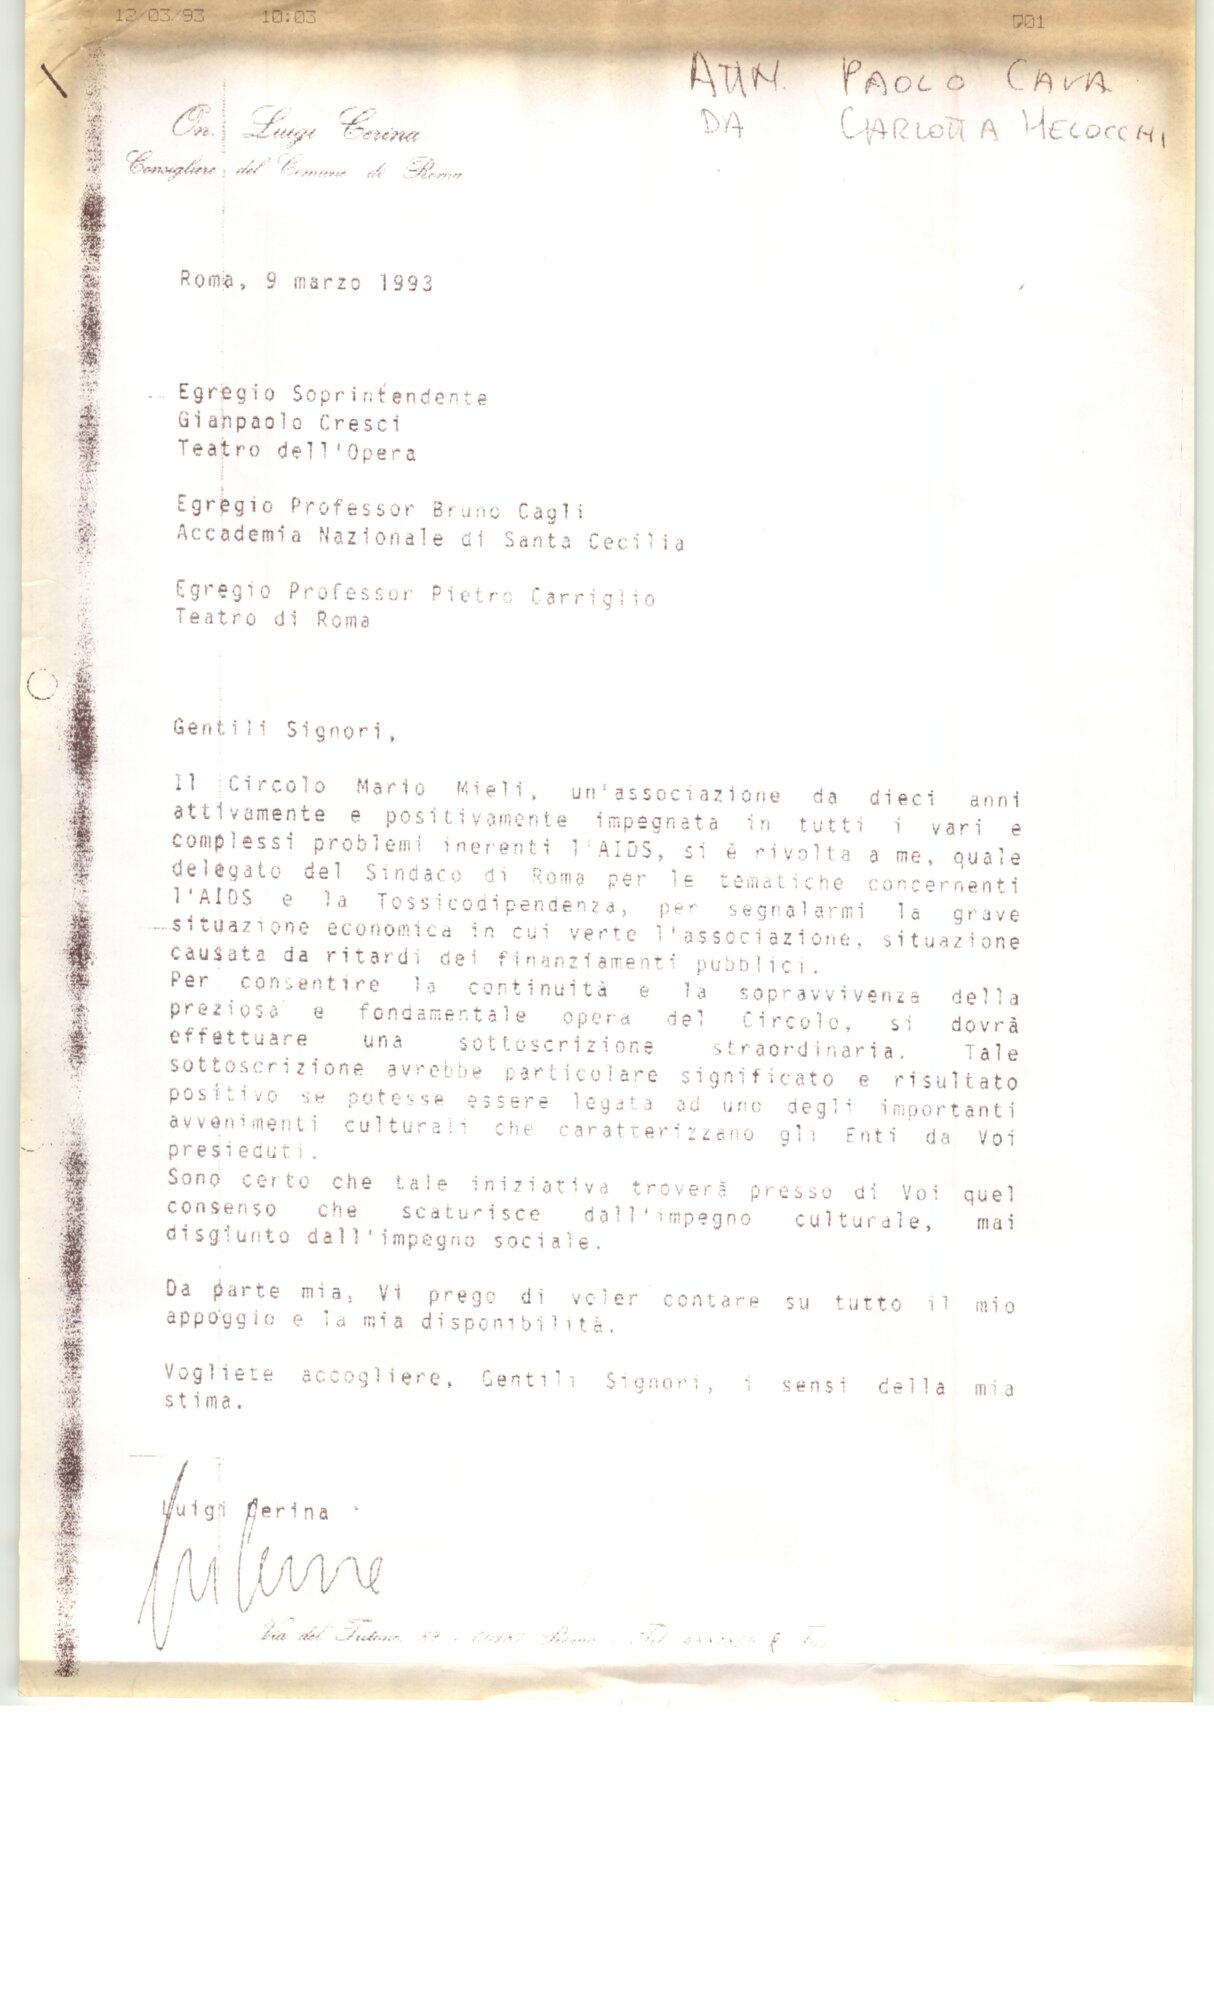 12/03/93 10:03 001
ATTN. PAOLO CAVA
DA CARLOTTA MELOCCHI
On. Luigi Cerina
Consigliere del Comune di Roma
Roma, 9 marzo 1993
Egregio Soprintendente
Gianpaolo Cresci
Teatro dell'Opera
Egregio Professor Bruno Cagli
Accademia Nazionale di Santa Cecilia
Egregio Professor Pietro Carriglio
Teatro di Roma
Gentili Signori,
Il Circolo Mario Mieli, un'associazione da dieci anni
attivamente e positivamente impegnata in tutti i vari e
complessi problemi inerenti l'AIDS, si è rivolta a me, quale
delegato del Sindaco di Roma per le tematiche concernenti
l'AIDS e la Tossicodipendenza, per segnalarmi la grave
situazione economica in cui verte l'associazione, situazione
causata da ritardi dei finanziamenti pubblici.
Per consentire la continuità e la sopravvivenza della
preziosa e fondamentale opera del Circolo, si dovrà
effettuare una sottoscrizione straordinaria. Tale
sottoscrizione avrebbe particolare significato e risultato
positivo se potesse essere legata ad uno degli importanti
avvenimenti culturali che caratterizzano gli Enti da Voi
presieduti.
Sono certo che tale iniziativa troverà presso di Voi quel
consenso che scaturisce dall'impegno culturale, mai
disgiunto dall'impegno sociale.
Da parte mia, Vi prego di voler contare su tutto il mio
appoggio e la mia disponibilità.
Vogliete accogliere, Gentili Signori, i sensi della mia
stima.
Luigi Cerina
Via del Tritone, Roma - Tel.